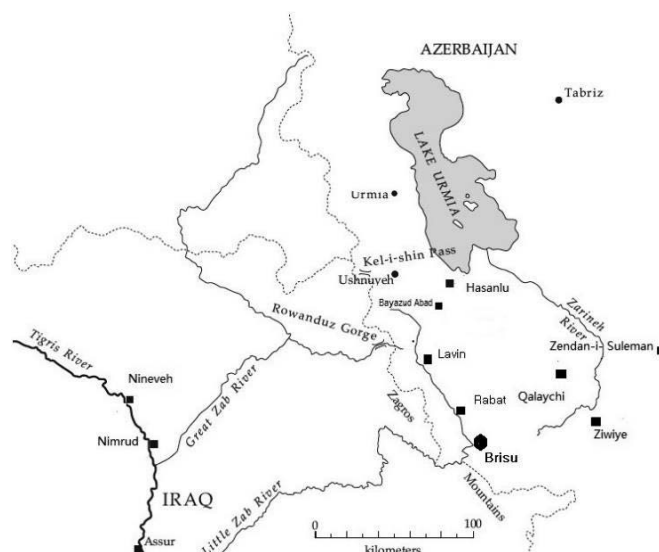 AZERBAIJAN
Tabriz
LAKE URMIA
Urmia
Kel-i-shin Pass
Ushnuyeh
Hasanlu
Bayazud Abad
Zarineh River
Rowanduz Gorge
Zendan-i- Suleman
Tigris River
Lavin
Nineveh
Qalaychi
Great Zab River
Zagros
Rabat
Ziwiye
Nimrud
Brisu
Mountains
IRAQ
Little Zab River
0 100
kilometers
Assur